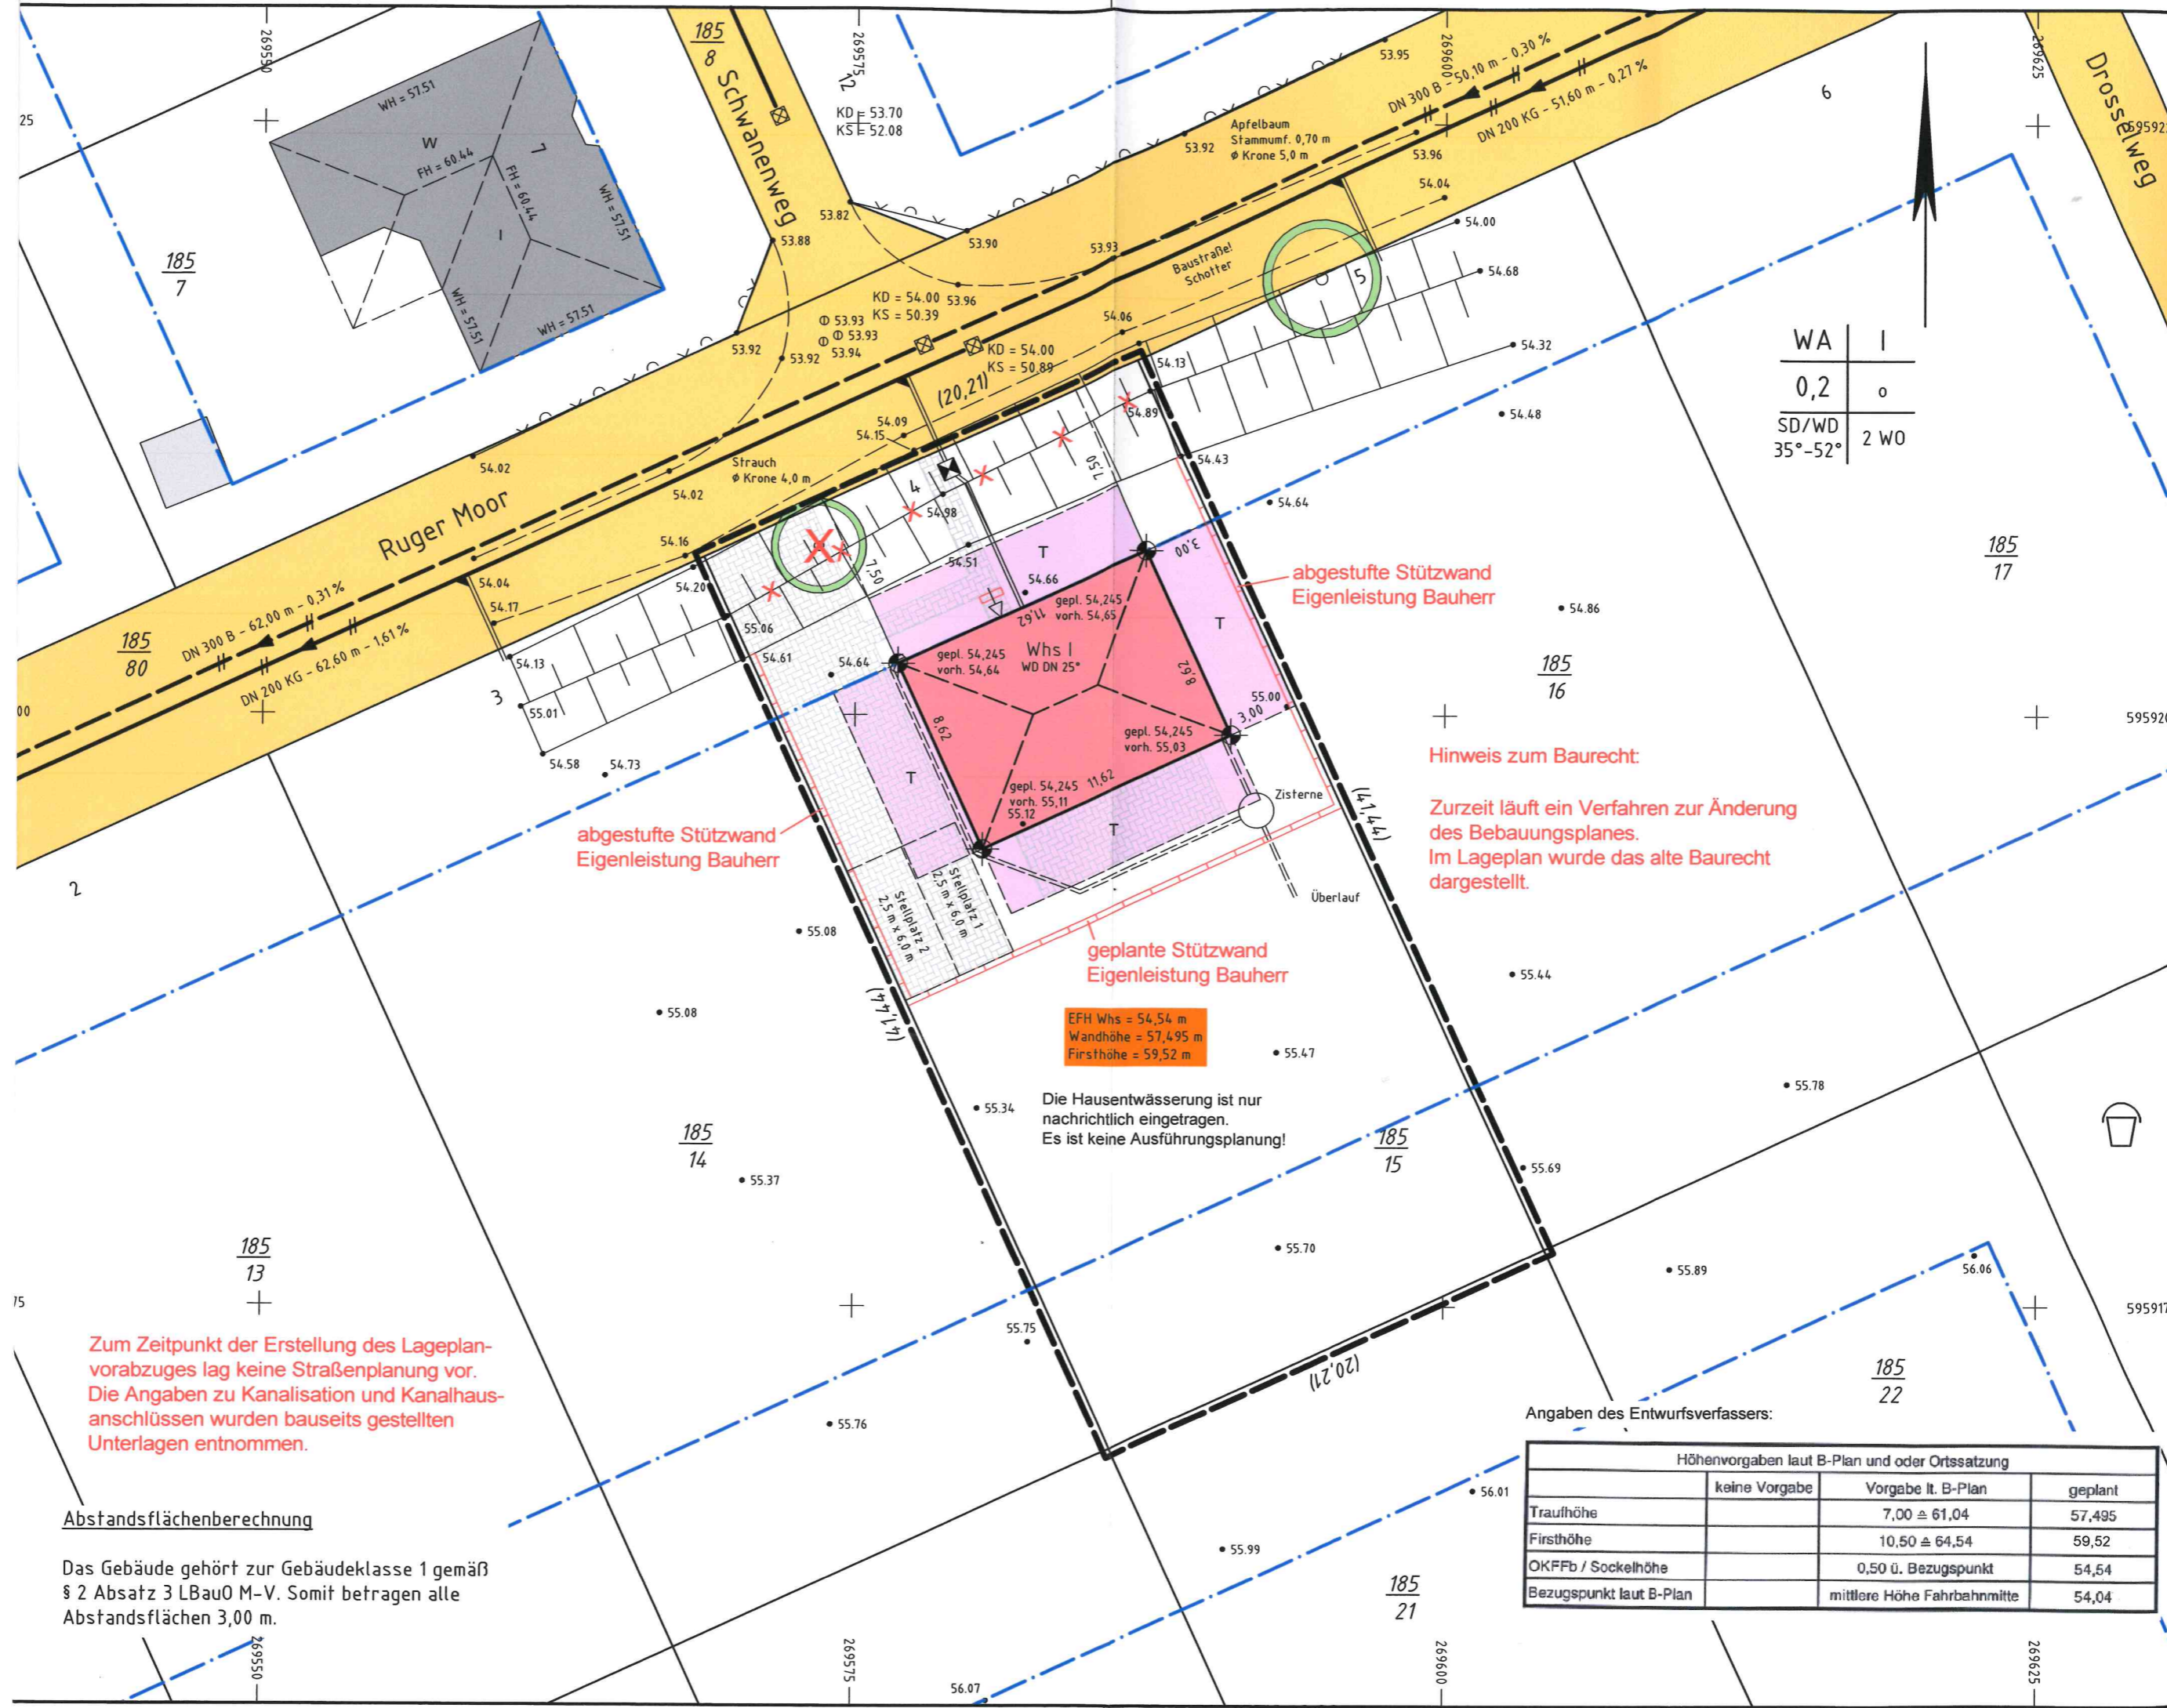 269550
185
8
Schwanenweg
269575
12
KD = 53.70
KS = 52.08
53.95
269600
DN 300 B - 50,10 m - 0,30 %
DN 200 KG - 51,60 m - 0,27 %
6
269625
Drosselweg
25
WH = 57.51
W
7
FH = 60.44
FH = 60.44
I
WH = 57.51
WH = 57.51
WH = 57.51
185
7
Apfelbaum
Stammumf. 0,70 m
ø Krone 5,0 m
53.92
53.96
54.04
54.00
54.68
54.32
54.48
53.82
53.88
53.90
53.93
Baustraße!
Schotter
5
KD = 54.00
KS = 50.39
53.96
53.93
53.93
53.94
53.92
53.92
54.06
KD = 54.00
KS = 50.89
54.13
(20,21)
54.89
54.09
54.15
WA
I
0,2
o
SD/WD
35°-52°
2 WO
54.02
Strauch
ø Krone 4,0 m
54.02
4
54.98
7,50
54.43
54.64
Ruger Moor
54.16
54.20
7,50
54.51
T
3,00
54.66
185
17
abgestufte Stützwand
Eigenleistung Bauherr
54.86
54.04
54.17
DN 300 B - 62,00 m - 0,31 %
DN 200 KG - 62,60 m - 1,61 %
185
80
54.13
55.06
54.61
54.64
11,62
gepl. 54,245
vorh. 54,65
gepl. 54,245
vorh. 54,64
Whs I
WD DN 25°
8,62
T
185
16
3
55.01
54.58
54.73
00
8,62
T
55.00
3,00
gepl. 54,245
vorh. 55,03
gepl. 54,245
vorh. 55,11
55.12
11,62
T
Zisterne
Überlauf
(41,44)
Hinweis zum Baurecht:
Zurzeit läuft ein Verfahren zur Änderung
des Bebauungsplanes.
Im Lageplan wurde das alte Baurecht
dargestellt.
abgestufte Stützwand
Eigenleistung Bauherr
2
Stellplatz 1
2,5 m x 6,0 m
Stellplatz 2
2,5 m x 6,0 m
55.08
geplante Stützwand
Eigenleistung Bauherr
55.44
55.08
(41,44)
EFH Whs = 54,54 m
Wandhöhe = 57,495 m
Firsthöhe = 59,52 m
55.47
55.78
55.34
Die Hausentwässerung ist nur
nachrichtlich eingetragen.
Es ist keine Ausführungsplanung!
185
14
185
15
55.37
55.69
185
13
55.70
55.89
56.06
75
55.75
(20,21)
Zum Zeitpunkt der Erstellung des Lageplan-
vorabzuges lag keine Straßenplanung vor.
Die Angaben zu Kanalisation und Kanalhaus-
anschlüssen wurden bauseits gestellten
Unterlagen entnommen.
55.76
185
22
Angaben des Entwurfsverfassers:
Höhenvorgaben laut B-Plan und oder Ortssatzung
keine Vorgabe
Vorgabe lt. B-Plan
geplant
Traufhöhe
7,00 ≙ 61,04
57,495
Firsthöhe
10,50 ≙ 64,54
59,52
OKFFb / Sockelhöhe
0,50 ü. Bezugspunkt
54,54
Bezugspunkt laut B-Plan
mittlere Höhe Fahrbahnmitte
54,04
56.01
Abstandsflächenberechnung
Das Gebäude gehört zur Gebäudeklasse 1 gemäß
§ 2 Absatz 3 LBauO M-V. Somit betragen alle
Abstandsflächen 3,00 m.
55.99
185
21
269550
269575
56.07
269600
269625